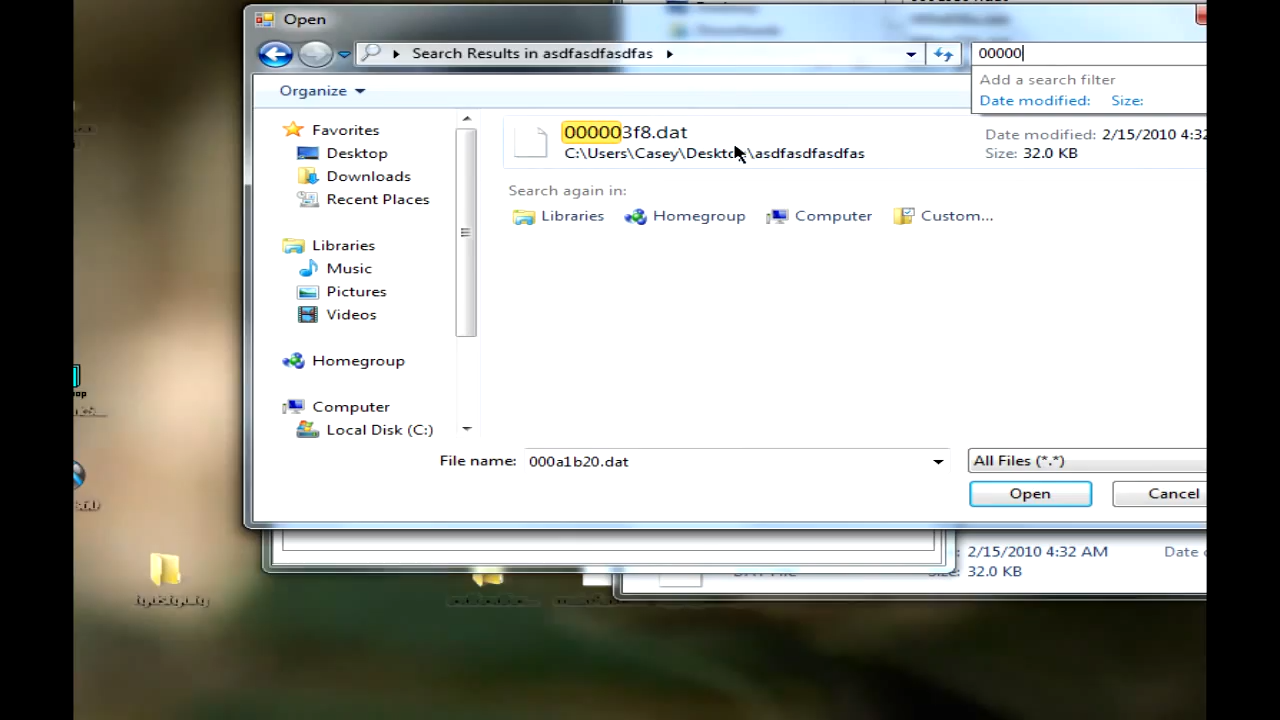 Open
Search Results in asdfasdfasdfas
00000
Organize
Add a search filter
Date modified: Size:
Favorites
Desktop
Downloads
Recent Places
Libraries
Music
Pictures
Videos
Homegroup
Computer
Local Disk (C:)
000003f8.dat
C:\Users\Casey\Desktop\asdfasdfasdfas
Date modified: 2/15/2010 4:32
Size: 32.0 KB
Search again in:
Libraries Homegroup Computer Custom...
File name: 000a1b20.dat
All Files (*.*)
Open Cancel
2/15/2010 4:32 AM
Size: 32.0 KB